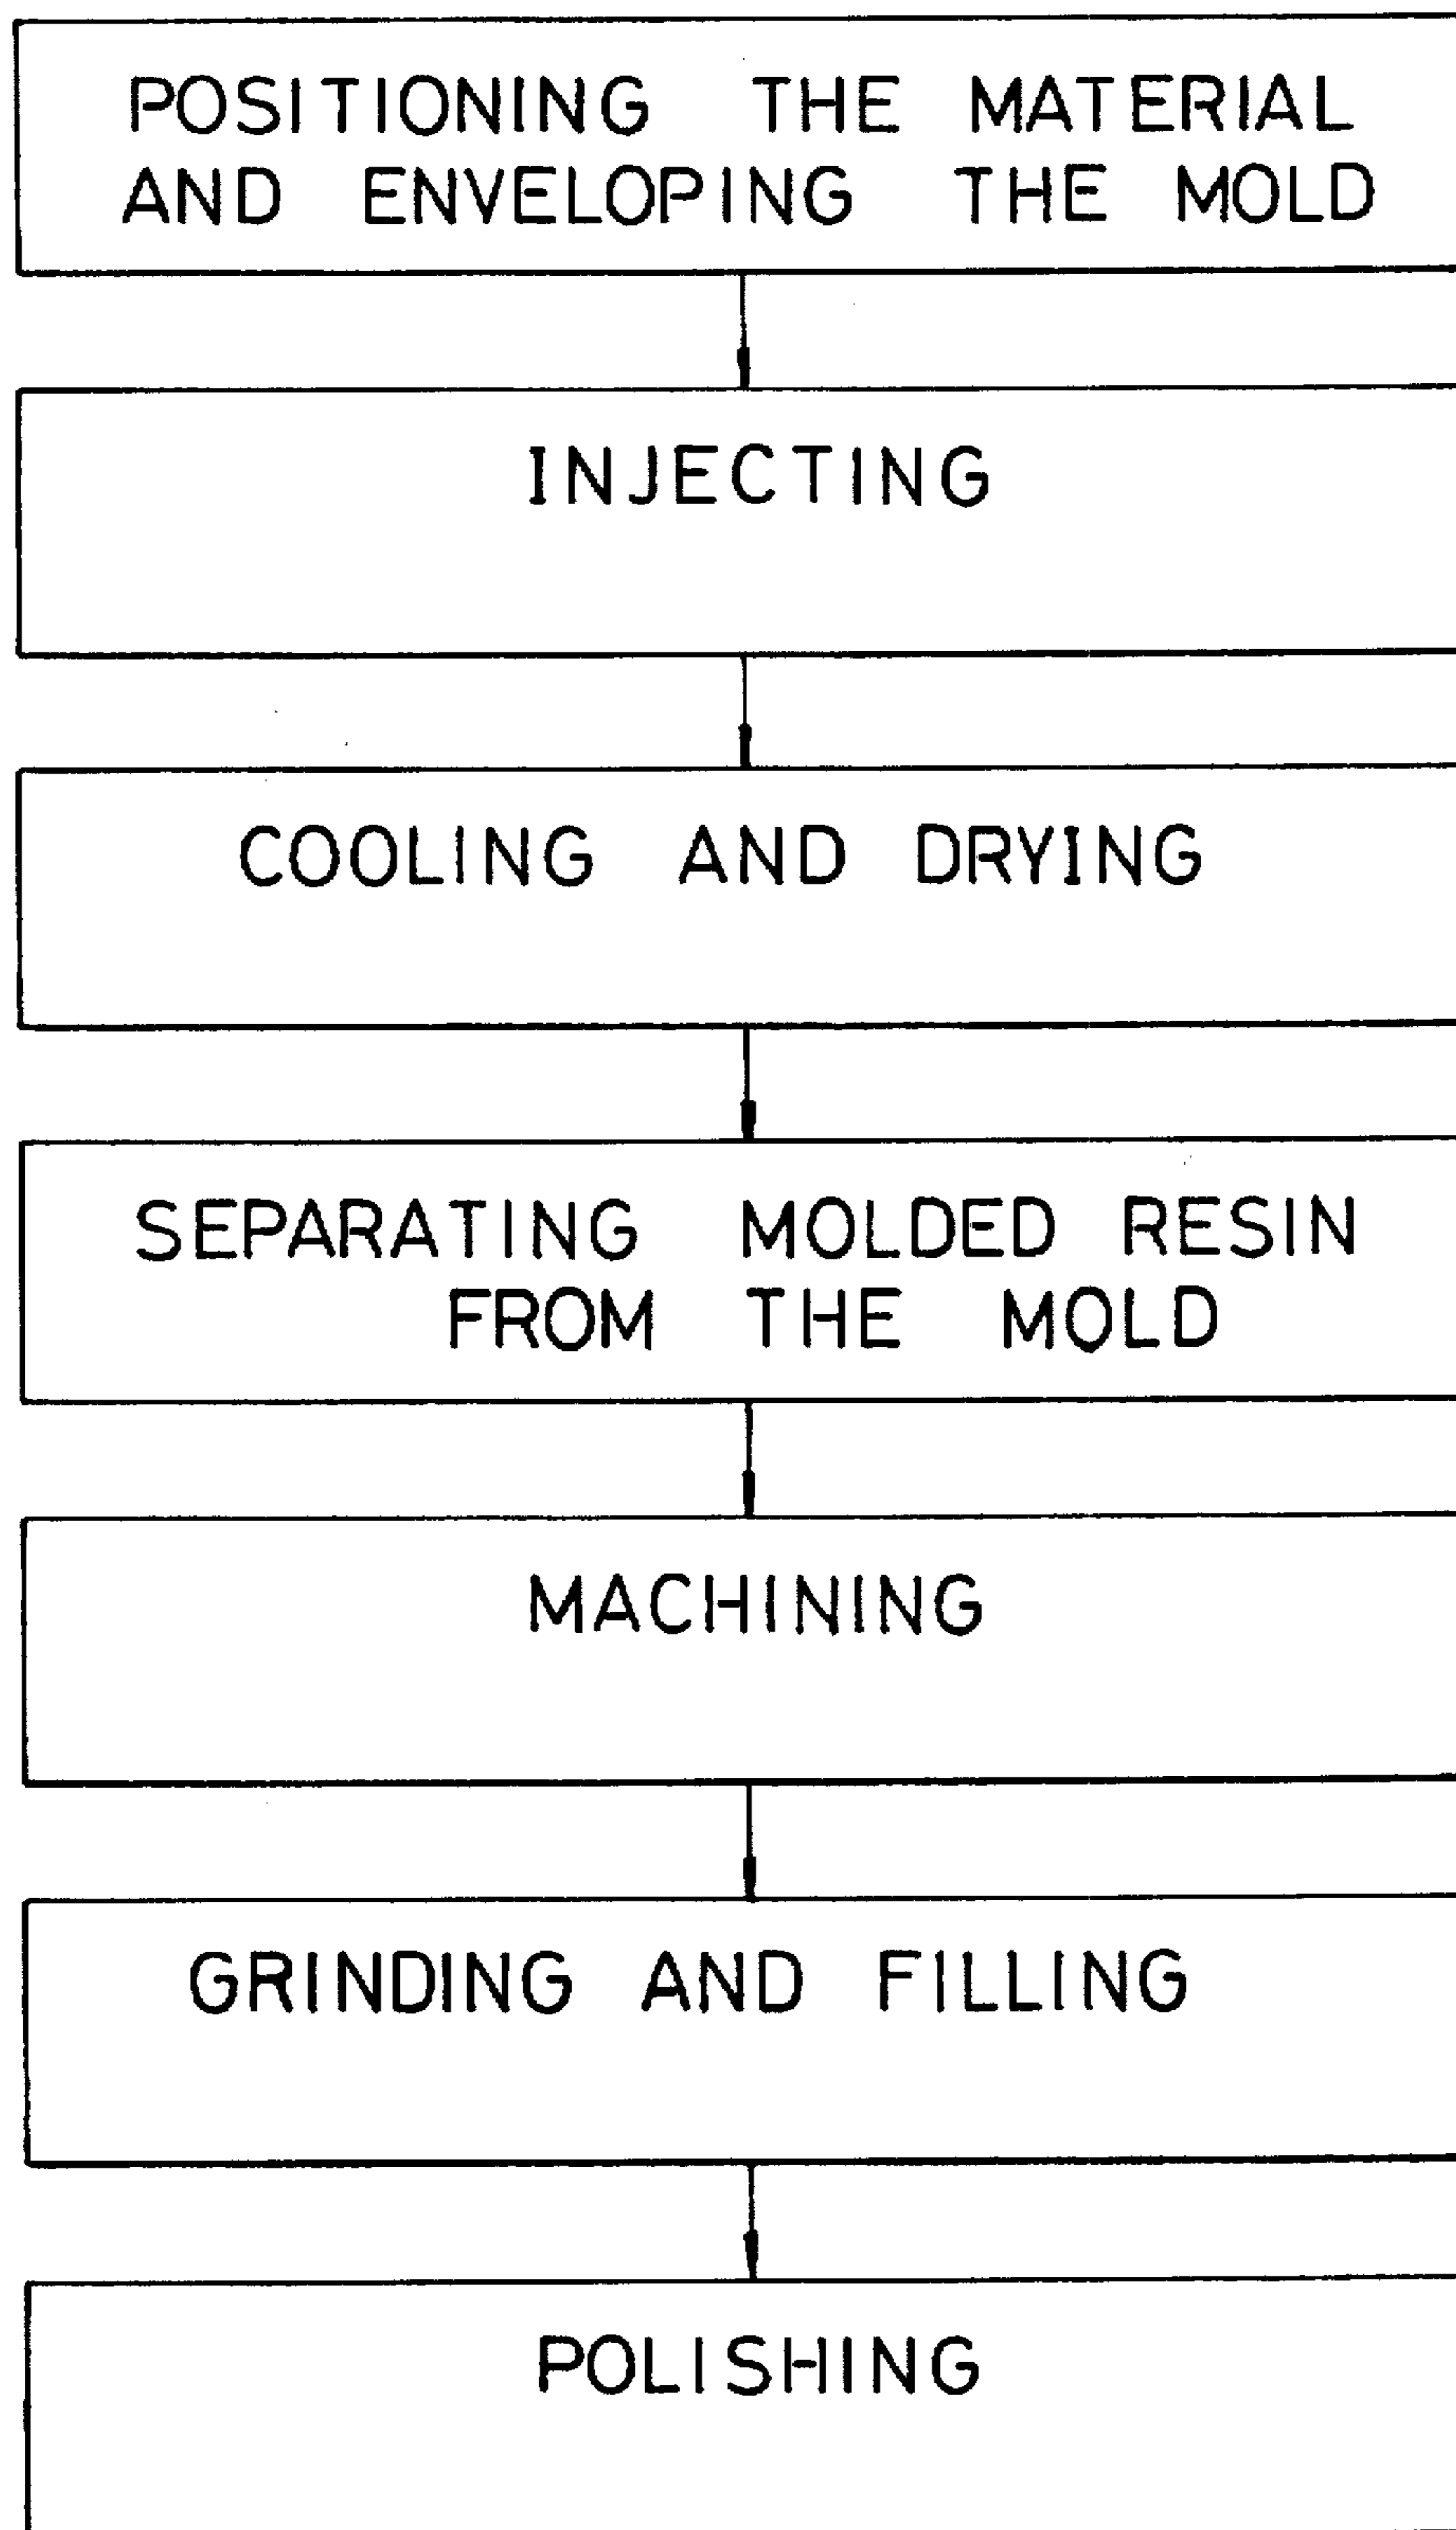 POSITIONING THE MATERIAL
AND ENVELOPING THE MOLD
INJECTING
COOLING AND DRYING
SEPARATING MOLDED RESIN
FROM THE MOLD
MACHINING
GRINDING AND FILLING
POLISHING